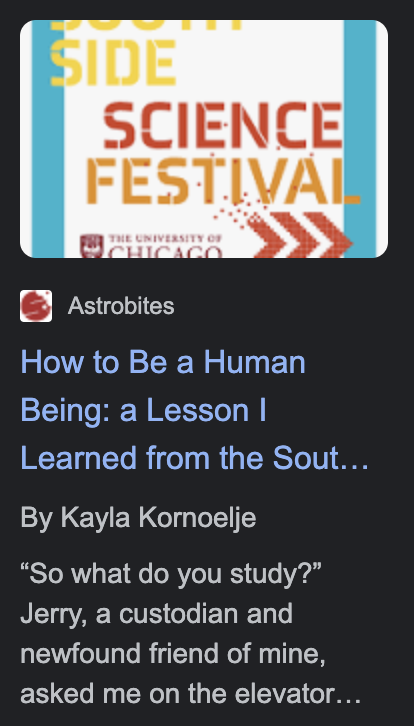 SIDE
SCIENCE
FESTIVAL
THE UNIVERSITY OF
CHICAGO
Astrobites
How to Be a Human
Being: a Lesson I
Learned from the Sout…
By Kayla Kornoelje
“So what do you study?”
Jerry, a custodian and
newfound friend of mine,
asked me on the elevator…